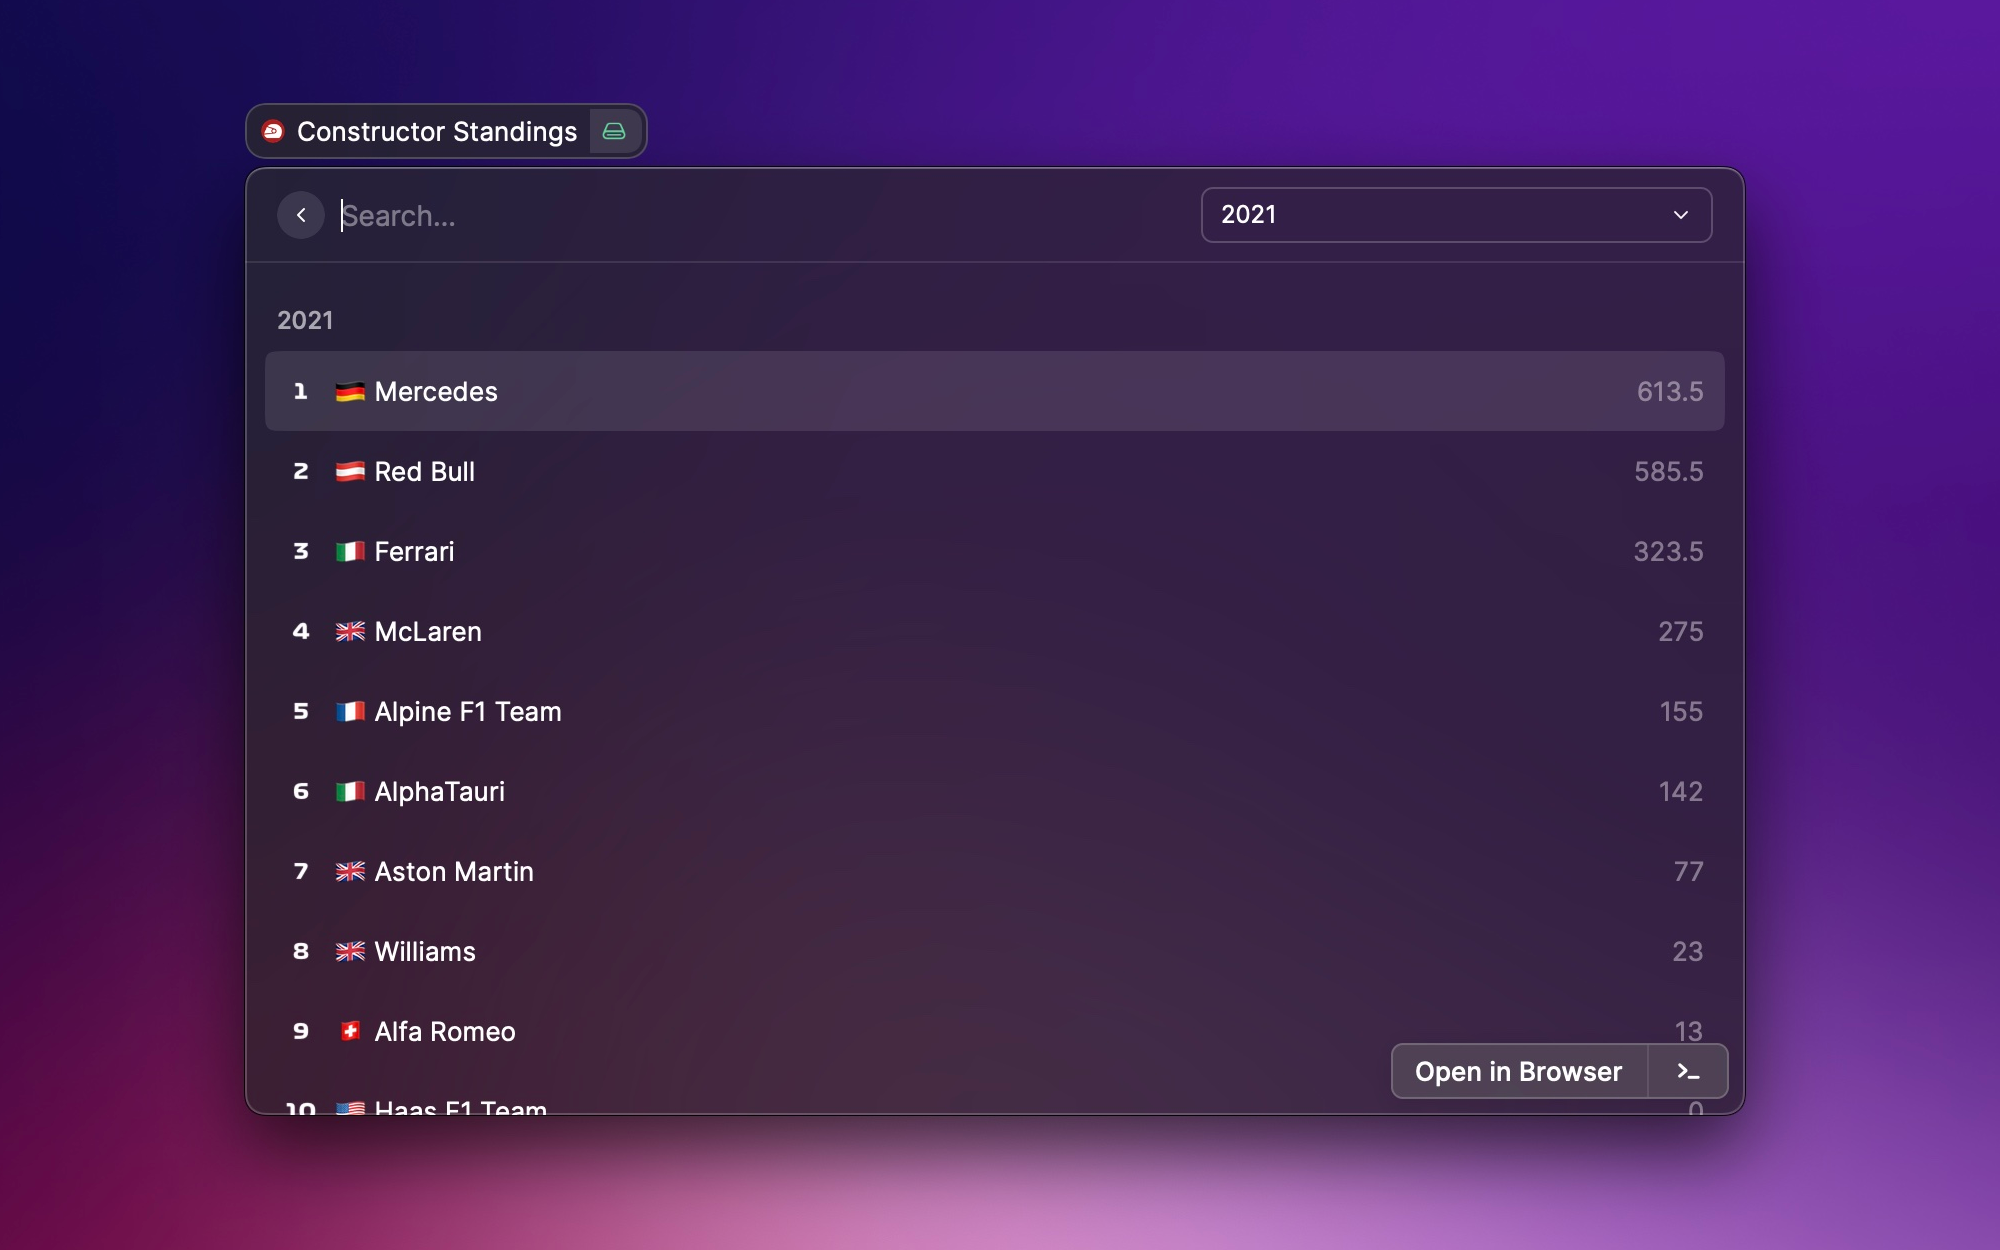 Constructor Standings
Search...
2021
2021
1 Mercedes 613.5
2 Red Bull 585.5
3 Ferrari 323.5
4 McLaren 275
5 Alpine F1 Team 155
6 AlphaTauri 142
7 Aston Martin 77
8 Williams 23
9 Alfa Romeo 13
Open in Browser
10 Haas F1 Team 0